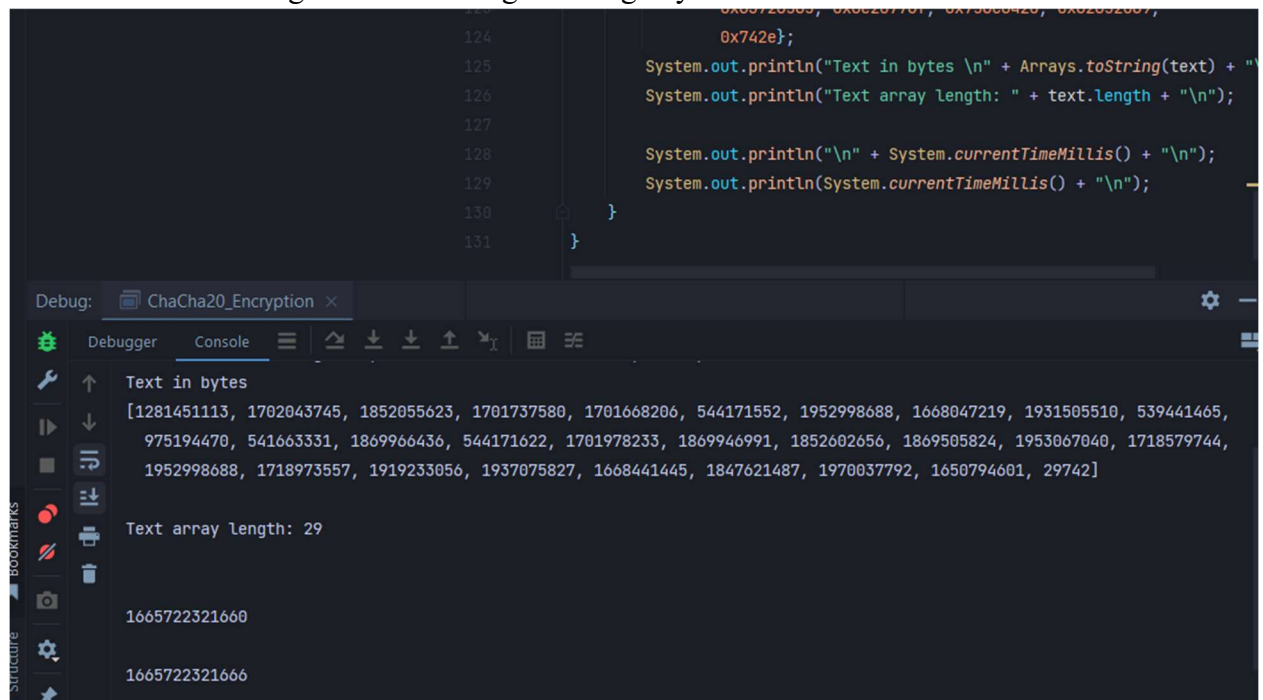 124
0x742e};
125
System.out.println("Text in bytes \n" + Arrays.toString(text) + "\
126
System.out.println("Text array length: " + text.length + "\n");
127
128
System.out.println("\n" + System.currentTimeMillis() + "\n");
129
System.out.println(System.currentTimeMillis() + "\n");
130
}
131
}
Debug:
ChaCha20_Encryption
Debugger
Console
Text in bytes
[1281451113, 1702043745, 1852055623, 1701737580, 1701668206, 544171552, 1952998688, 1668047219, 1931505510, 539441465,
975194470, 541663331, 1869966436, 544171622, 1701978233, 1869946991, 1852602656, 1869505824, 1953067040, 1718579744,
1952998688, 1718973557, 1919233056, 1937075827, 1668441445, 1847621487, 1970037792, 1650794601, 29742]
Text array length: 29
1665722321660
1665722321666
Bookmarks
Structure